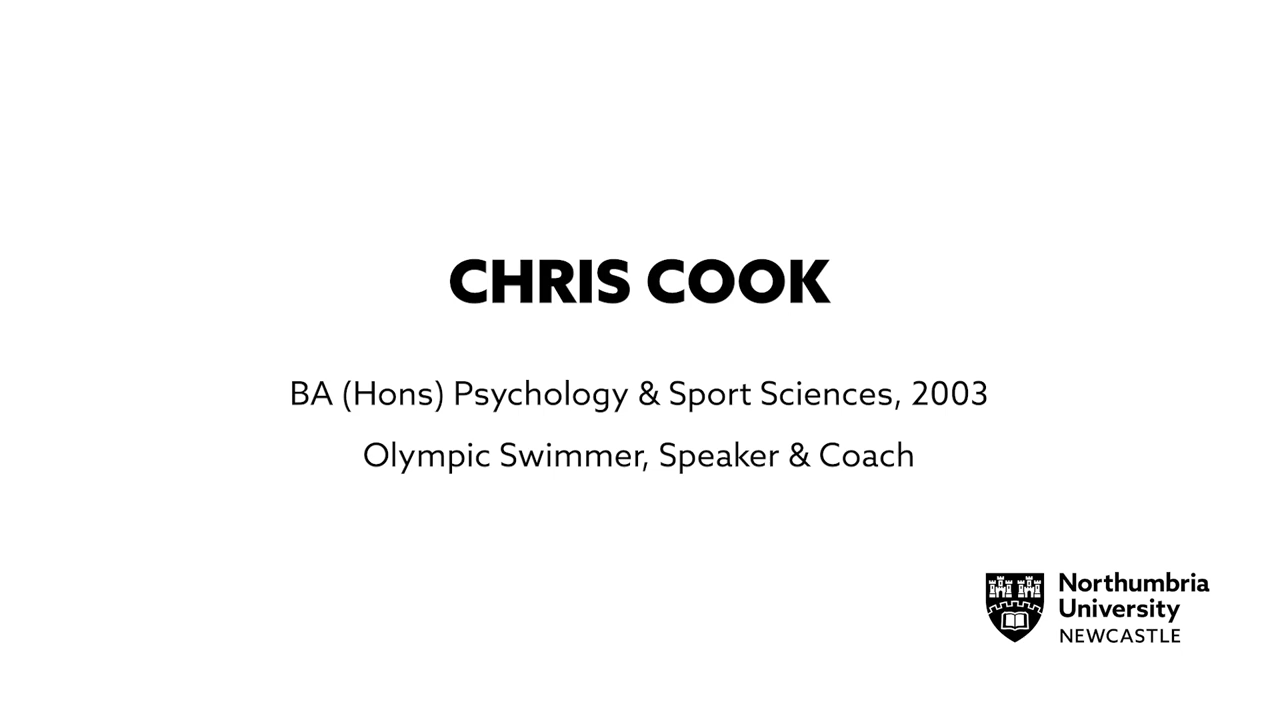 CHRIS COOK
BA (Hons) Psychology & Sport Sciences, 2003
Olympic Swimmer, Speaker & Coach
Northumbria
University
NEWCASTLE